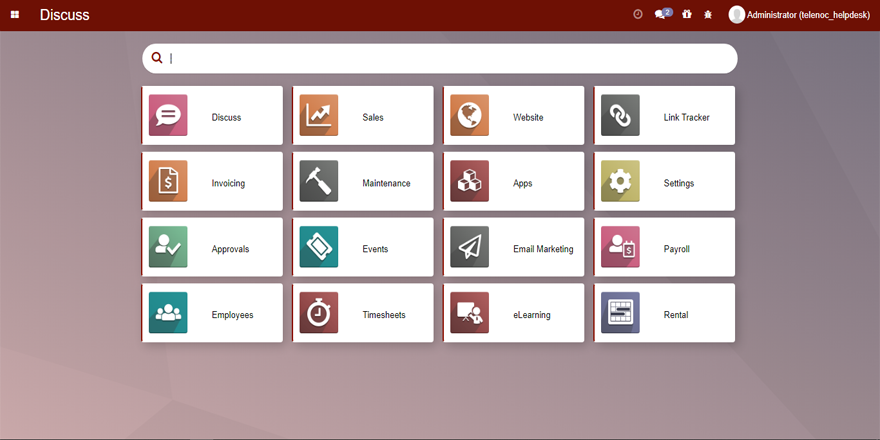 Discuss
2
Administrator (telenoc_helpdesk)
Discuss
Sales
Website
Link Tracker
Invoicing
Maintenance
Apps
Settings
Approvals
Events
Email Marketing
Payroll
Employees
Timesheets
eLearning
Rental